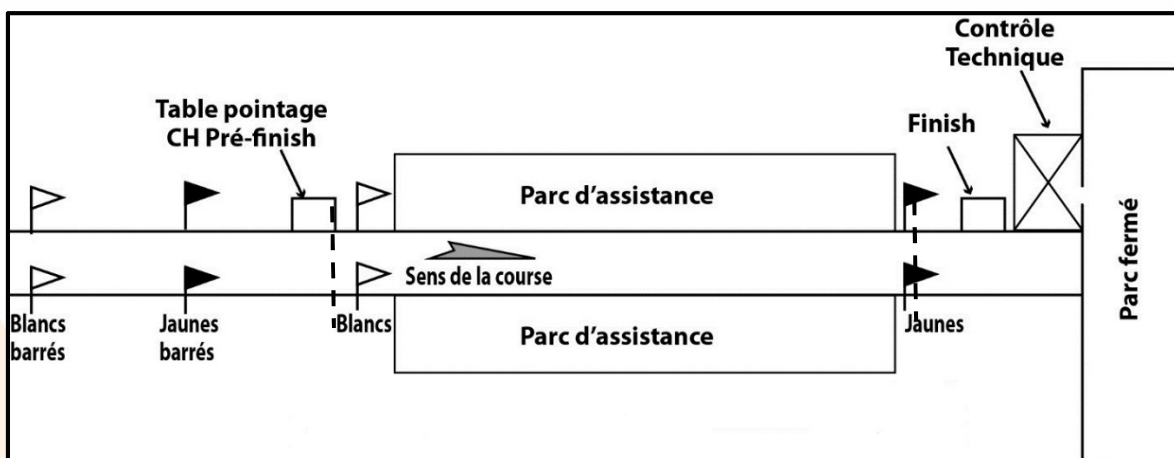 Contrôle
Technique
Table pointage
CH Pré-finish
Finish
Parc d’assistance
Sens de la course
Parc fermé
Blancs
barrés
Jaunes
barrés
Blancs
Parc d’assistance
Jaunes